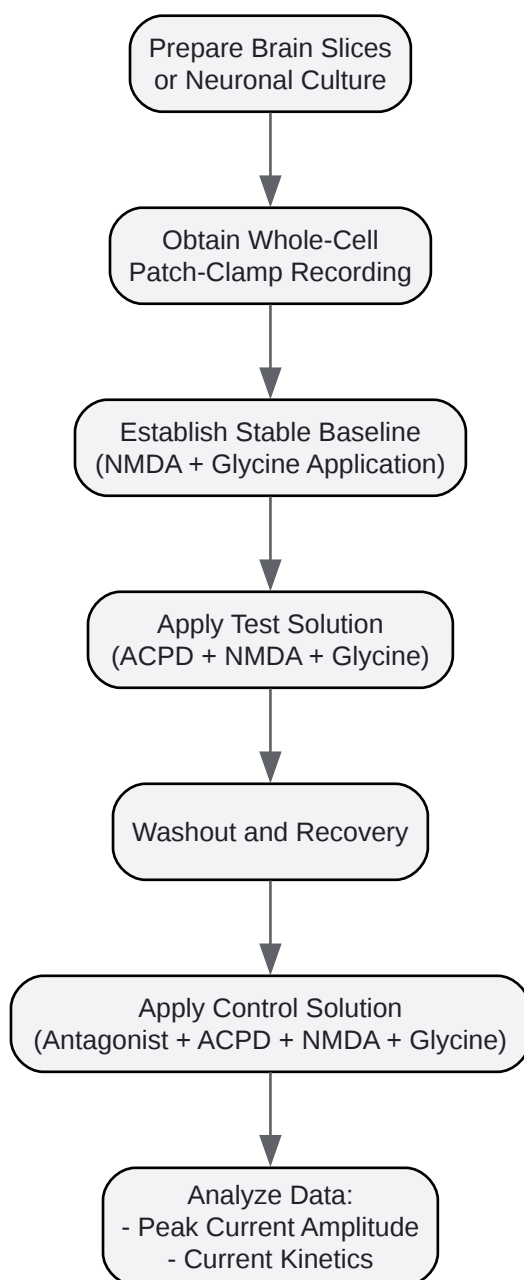 Prepare Brain Slices
or Neuronal Culture
Obtain Whole-Cell
Patch-Clamp Recording
Establish Stable Baseline
(NMDA + Glycine Application)
Apply Test Solution
(ACPD + NMDA + Glycine)
Washout and Recovery
Apply Control Solution
(Antagonist + ACPD + NMDA + Glycine)
Analyze Data:
- Peak Current Amplitude
- Current Kinetics